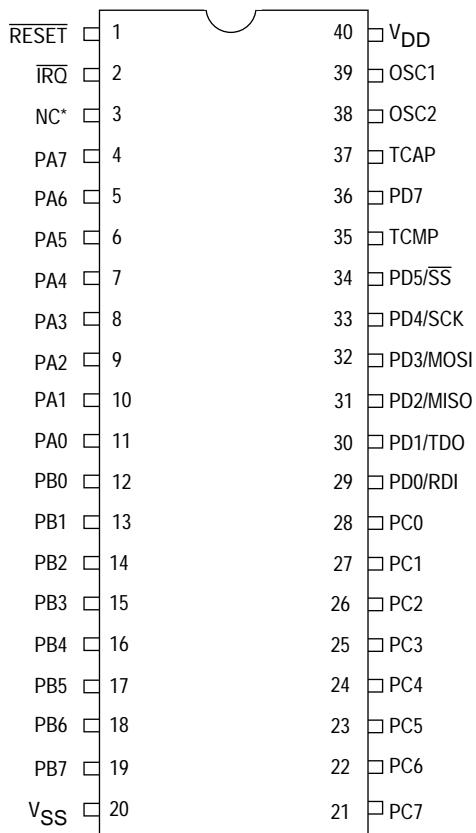 R̅E̅S̅E̅T̅ 1 40 VDD
I̅R̅Q̅ 2 39 OSC1
NC* 3 38 OSC2
PA7 4 37 TCAP
PA6 5 36 PD7
PA5 6 35 TCMP
PA4 7 34 PD5/S̅S̅
PA3 8 33 PD4/SCK
PA2 9 32 PD3/MOSI
PA1 10 31 PD2/MISO
PA0 11 30 PD1/TDO
PB0 12 29 PD0/RDI
PB1 13 28 PC0
PB2 14 27 PC1
PB3 15 26 PC2
PB4 16 25 PC3
PB5 17 24 PC4
PB6 18 23 PC5
PB7 19 22 PC6
VSS 20 21 PC7